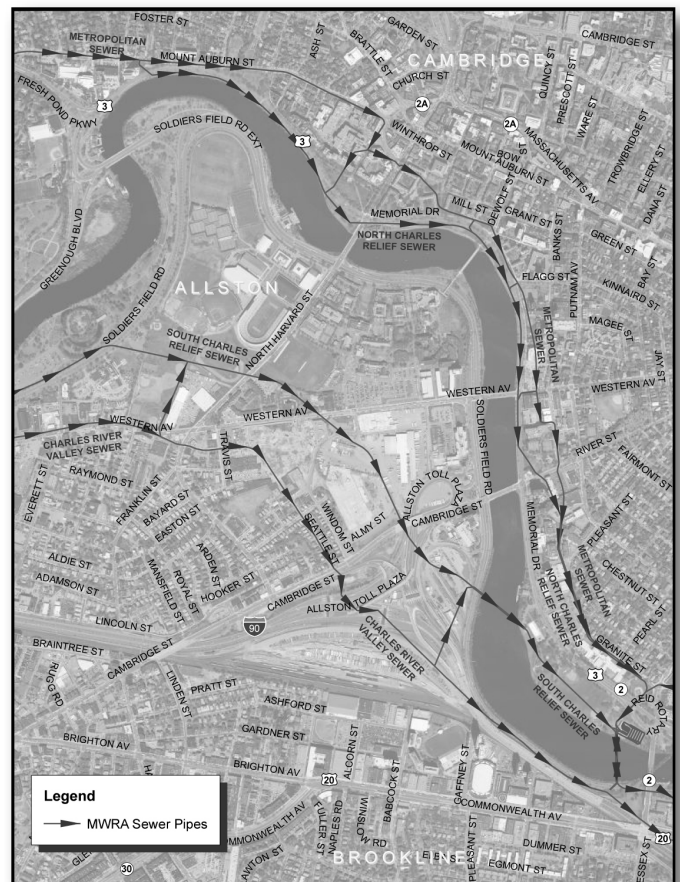 FOSTER ST
METROPOLITAN
SEWER
MOUNT AUBURN ST
ASH ST
GARDEN ST
BRATTLE ST
CHURCH ST
CAMBRIDGE
CAMBRIDGE ST
QUINCY ST
PRESCOTT ST
WARE ST
TROWBRIDGE ST
ELLERY ST
DANA ST
FRESH POND PKWY
3
SOLDIERS FIELD RD EXT
3
2A
2A
MASSACHUSETTS AV
WINTHROP ST
BOW ST
MOUNT AUBURN ST
DEWOLF ST
MILL ST
GRANT ST
BANKS ST
GREEN ST
BAY ST
MEMORIAL DR
NORTH CHARLES
RELIEF SEWER
GREENOUGH BLVD
ALLSTON
FLAGG ST
PUTNAM AV
KINNAIRD ST
SOLDIERS FIELD RD
NORTH HARVARD ST
SOUTH CHARLES
RELIEF SEWER
METROPOLITAN
SEWER
MAGEE ST
JAY ST
WESTERN AV
WESTERN AV
WESTERN AV
WESTERN AV
CHARLES RIVER
VALLEY SEWER
SOLDIERS FIELD RD
RIVER ST
FAIRMONT ST
TRAVIS ST
EVERETT ST
RAYMOND ST
FRANKLIN ST
BAYARD ST
EASTON ST
WINDOM ST
SEATTLE ST
ALMY ST
ALLSTON TOLL PLAZA
CAMBRIDGE ST
PLEASANT ST
MEMORIAL DR
CHESTNUT ST
PEARL ST
ALDIE ST
ADAMSON ST
MANSFIELD ST
ROYAL ST
ARDEN ST
HOOKER ST
CAMBRIDGE ST
ALLSTON TOLL PLAZA
METROPOLITAN
SEWER
NORTH CHARLES
RELIEF SEWER
LINCOLN ST
90
CHARLES RIVER
VALLEY SEWER
GRANITE ST
BRAINTREE ST
CAMBRIDGE ST
3
2
REID ROTARY
RUGG RD
LINDEN ST
PRATT ST
SOUTH CHARLES
RELIEF SEWER
ASHFORD ST
GARDNER ST
ALCORN ST
BRIGHTON AV
BRIGHTON AV
20
BABCOCK ST
GAFFNEY ST
2
COMMONWEALTH AV
20
FULLER ST
NAPLES RD
WINSLOW RD
PLEASANT ST
DUMMER ST
EGMONT ST
ESSEX ST
BROOKLINE
30
Legend
MWRA Sewer Pipes